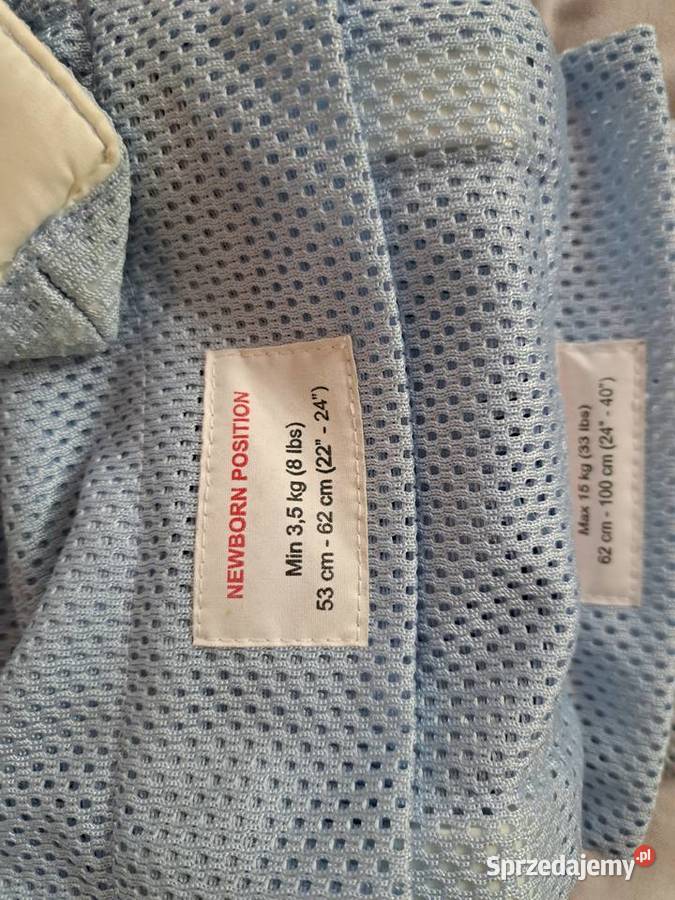 NEWBORN POSITION
Min 3,5 kg (8 lbs)
53 cm - 62 cm (22" - 24")
Max 15 kg (33 lbs)
62 cm - 100 cm (24" - 40")
Sprzedajemy.pl